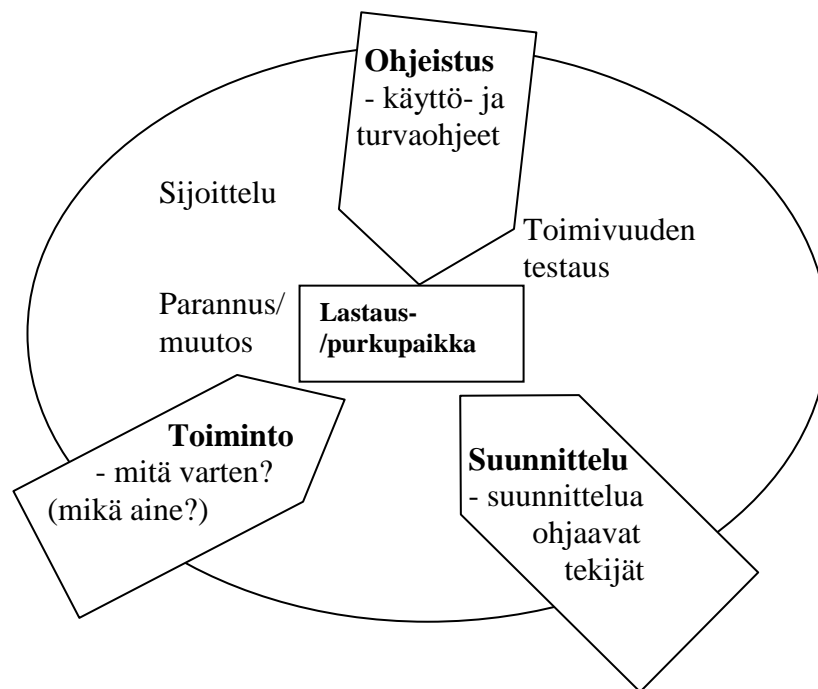 Ohjeistus
- käyttö- ja
turvaohjeet
Sijoittelu
Toimivuuden
testaus
Parannus/
muutos
Lastaus-
/purkupaikka
Toiminto
- mitä varten?
(mikä aine?)
Suunnittelu
- suunnittelua
ohjaavat
tekijät